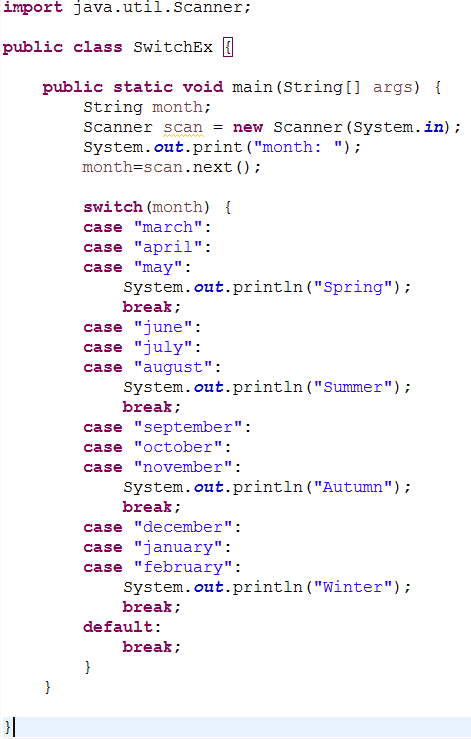 import java.util.Scanner;
public class SwitchEx {
public static void main(String[] args) {
String month;
Scanner scan = new Scanner(System.in);
System.out.print("month: ");
month=scan.next();
switch(month) {
case "march":
case "april":
case "may":
System.out.println("Spring");
break;
case "june":
case "july":
case "august":
System.out.println("Summer");
break;
case "september":
case "october":
case "november":
System.out.println("Autumn");
break;
case "december":
case "january":
case "february":
System.out.println("Winter");
break;
default:
break;
}
}
}